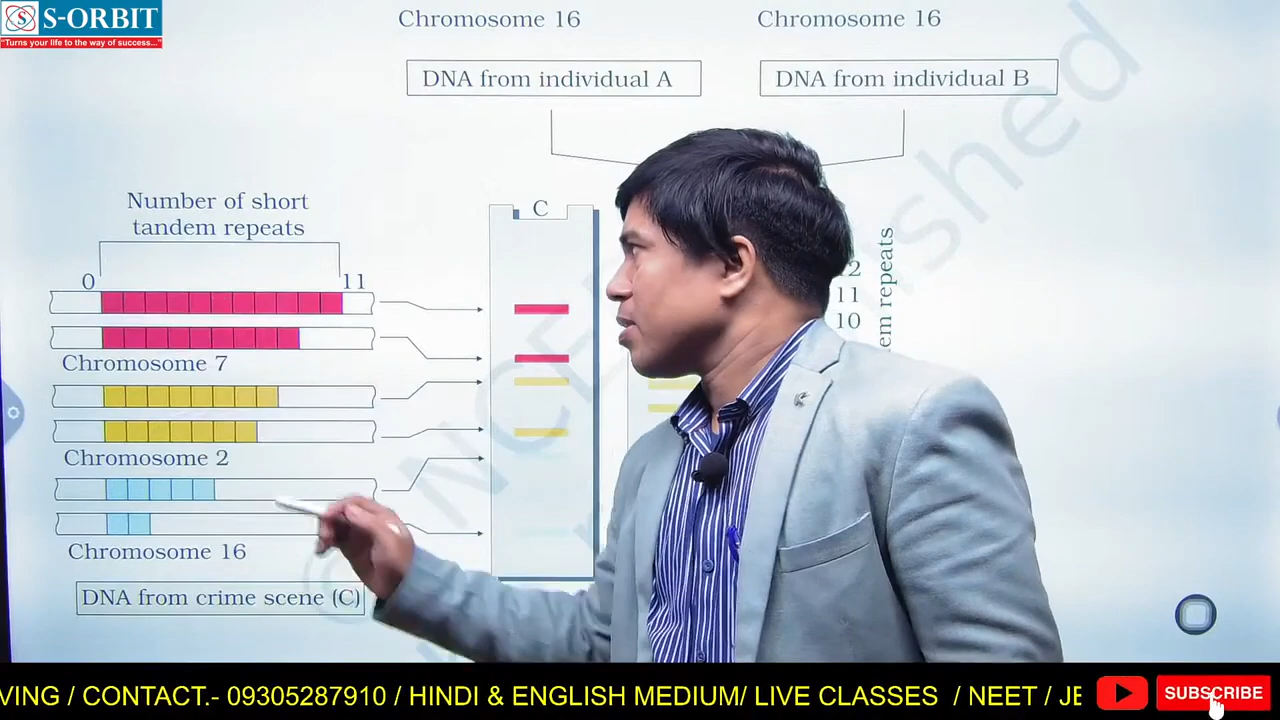 S-ORBIT
"Turns your life to the way of success..."
Chromosome 16
Chromosome 16
DNA from individual A
DNA from individual B
Number of short
tandem repeats
0
11
C
12
11
10
Chromosome 7
Chromosome 2
Chromosome 16
DNA from crime scene (C)
repeats
NCE
shed
VING / CONTACT.- 09305287910 / HINDI & ENGLISH MEDIUM/ LIVE CLASSES / NEET / JE
SUBSCRIBE